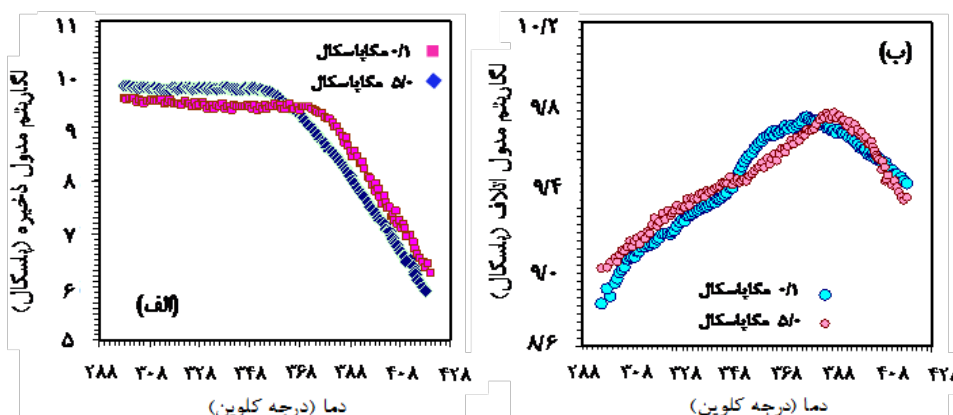 لگاریتم مدول ذخیره (پاسکال)
۱۱
۱۰
۹
۸
۷
۶
۵
۰/۱ مگاپاسکال
۵/۰ مگاپاسکال
(الف)
۲۸۸ ۳۰۸ ۳۲۸ ۳۴۸ ۳۶۸ ۳۸۸ ۴۰۸ ۴۲۸
دما (درجه کلوین)
لگاریتم مدول اتلاف (پاسکال)
۱۰/۲
۹/۸
۹/۴
۹/۰
۸/۶
(ب)
۰/۱ مگاپاسکال
۵/۰ مگاپاسکال
۲۸۸ ۳۰۸ ۳۲۸ ۳۴۸ ۳۶۸ ۳۸۸ ۴۰۸ ۴۲۸
دما (درجه کلوین)